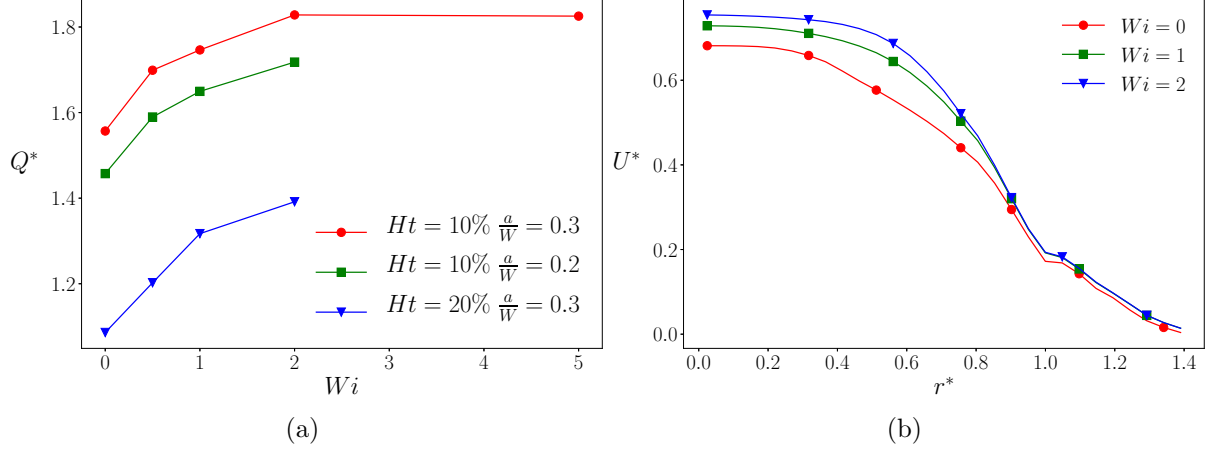 1.8
1.6
1.4
1.2
Q*
0 1 2 3 4 5
Wi
Ht = 10% a/W = 0.3
Ht = 10% a/W = 0.2
Ht = 20% a/W = 0.3
(a)
0.6
0.4
0.2
0.0
U*
0.0 0.2 0.4 0.6 0.8 1.0 1.2 1.4
r*
Wi = 0
Wi = 1
Wi = 2
(b)